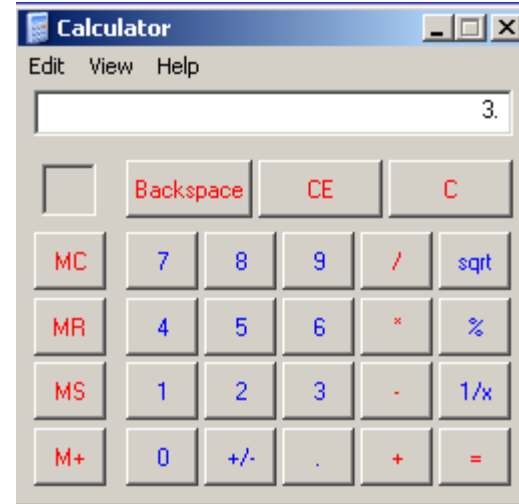 Calculator
Edit View Help
3.
Backspace CE C
MC 7 8 9 / sqrt
MR 4 5 6 * %
MS 1 2 3 - 1/x
M+ 0 +/- . + =